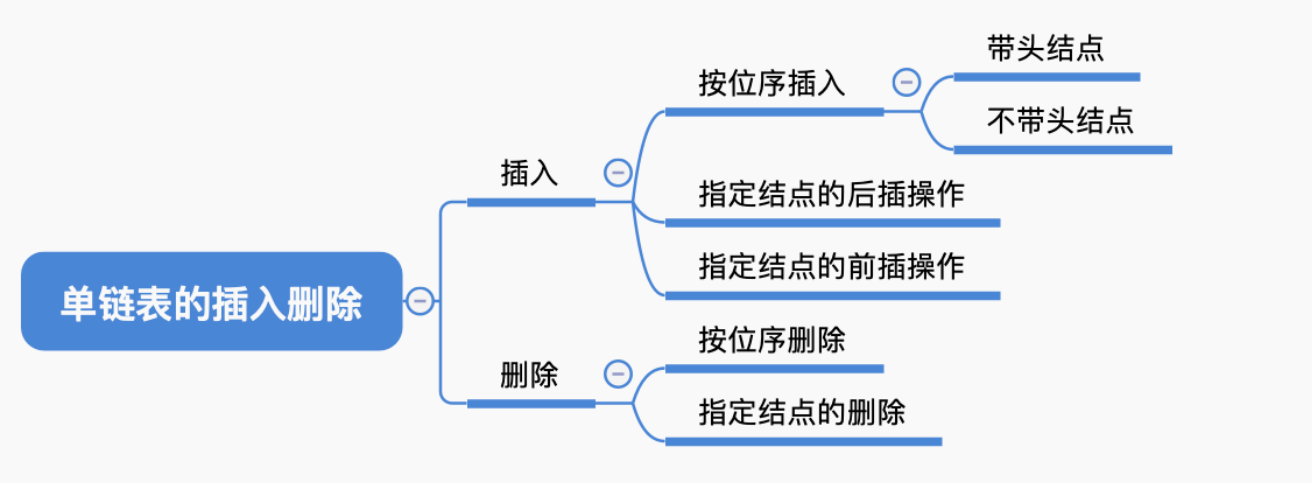 单链表的插入删除
插入
按位序插入
带头结点
不带头结点
指定结点的后插操作
指定结点的前插操作
删除
按位序删除
指定结点的删除